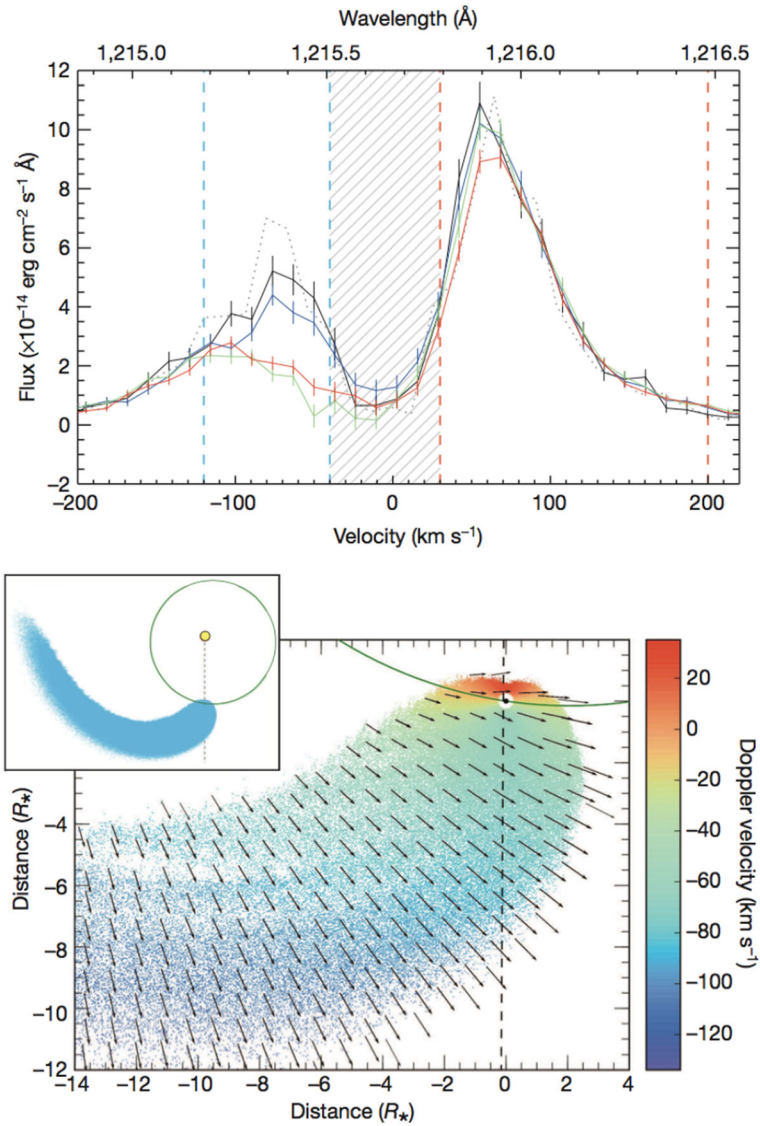 Wavelength (Å)
1,215.0 1,215.5 1,216.0 1,216.5
12
10
8
6
4
2
0
−2
Flux (×10−14 erg cm−2 s−1 Å)
−200 −100 0 100 200
Velocity (km s−1)
−4
−6
−8
−10
−12
Distance (R*)
−14 −12 −10 −8 −6 −4 −2 0 2 4
Distance (R*)
20
0
−20
−40
−60
−80
−100
−120
Doppler velocity (km s−1)